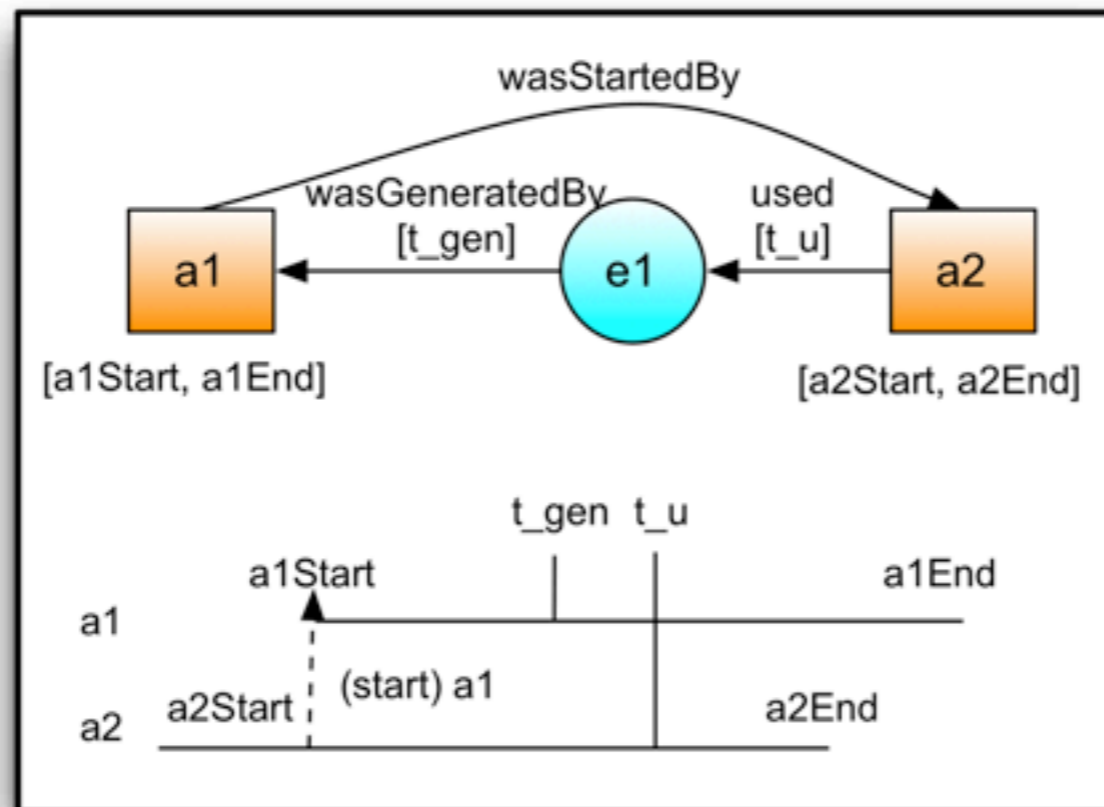 wasStartedBy
wasGeneratedBy
[t_gen]
used
[t_u]
a1
e1
a2
[a1Start, a1End]
[a2Start, a2End]
t_gen
t_u
a1Start
a1End
a1
(start) a1
a2Start
a2End
a2